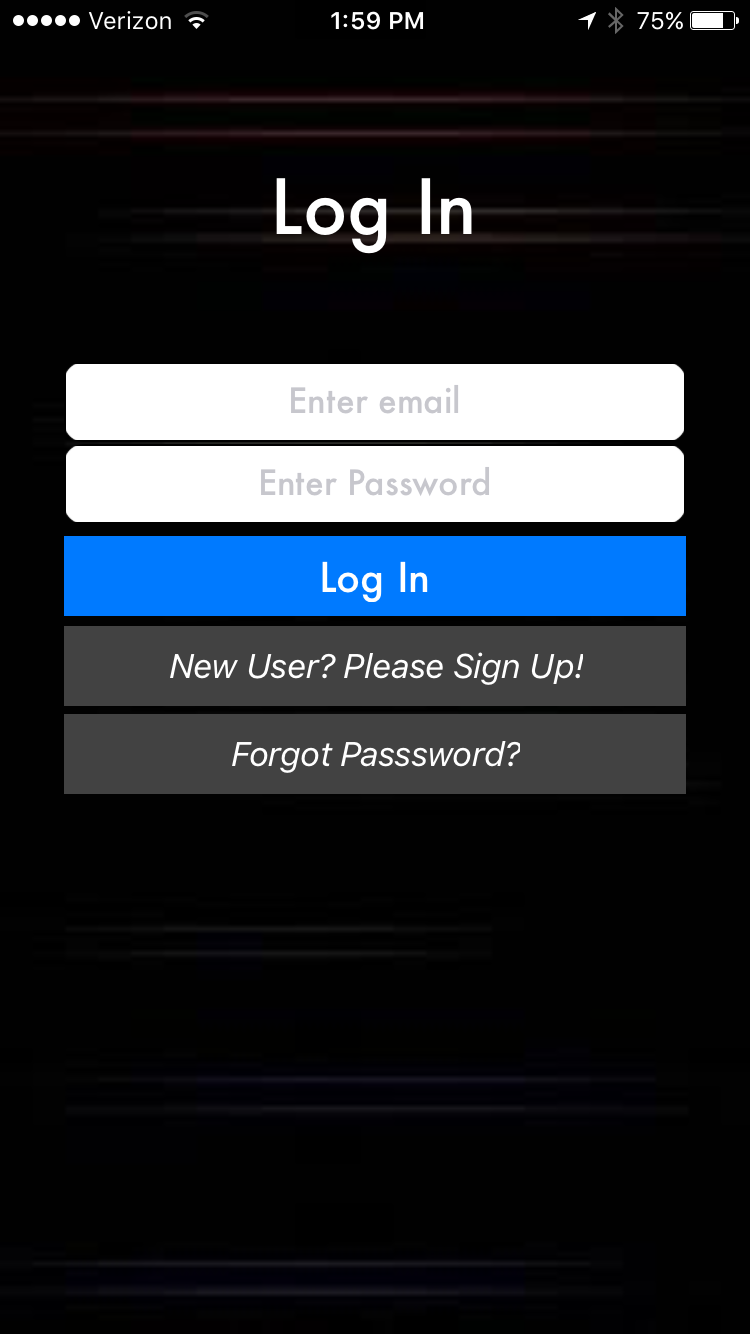 Verizon 1:59 PM 75%
Log In
Enter email
Enter Password
Log In
New User? Please Sign Up!
Forgot Passsword?